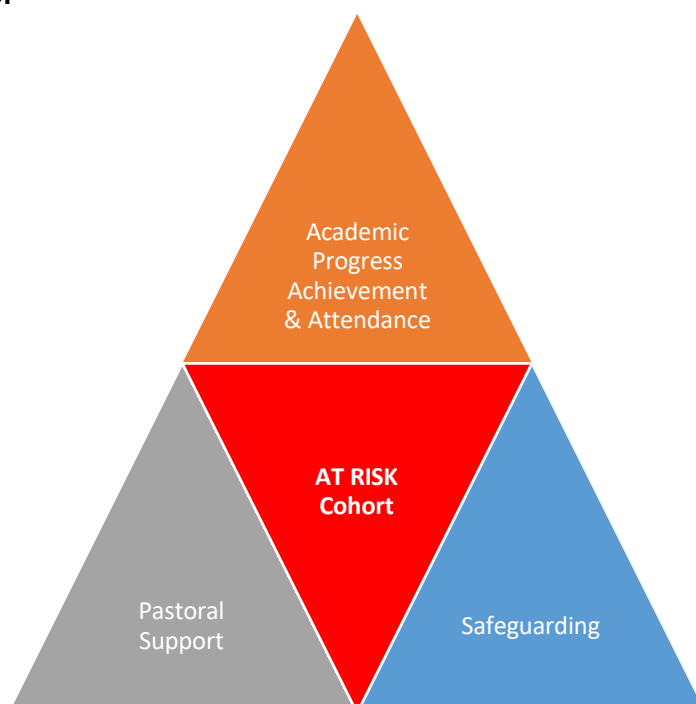 Academic
Progress
Achievement
& Attendance
AT RISK
Cohort
Pastoral
Support
Safeguarding